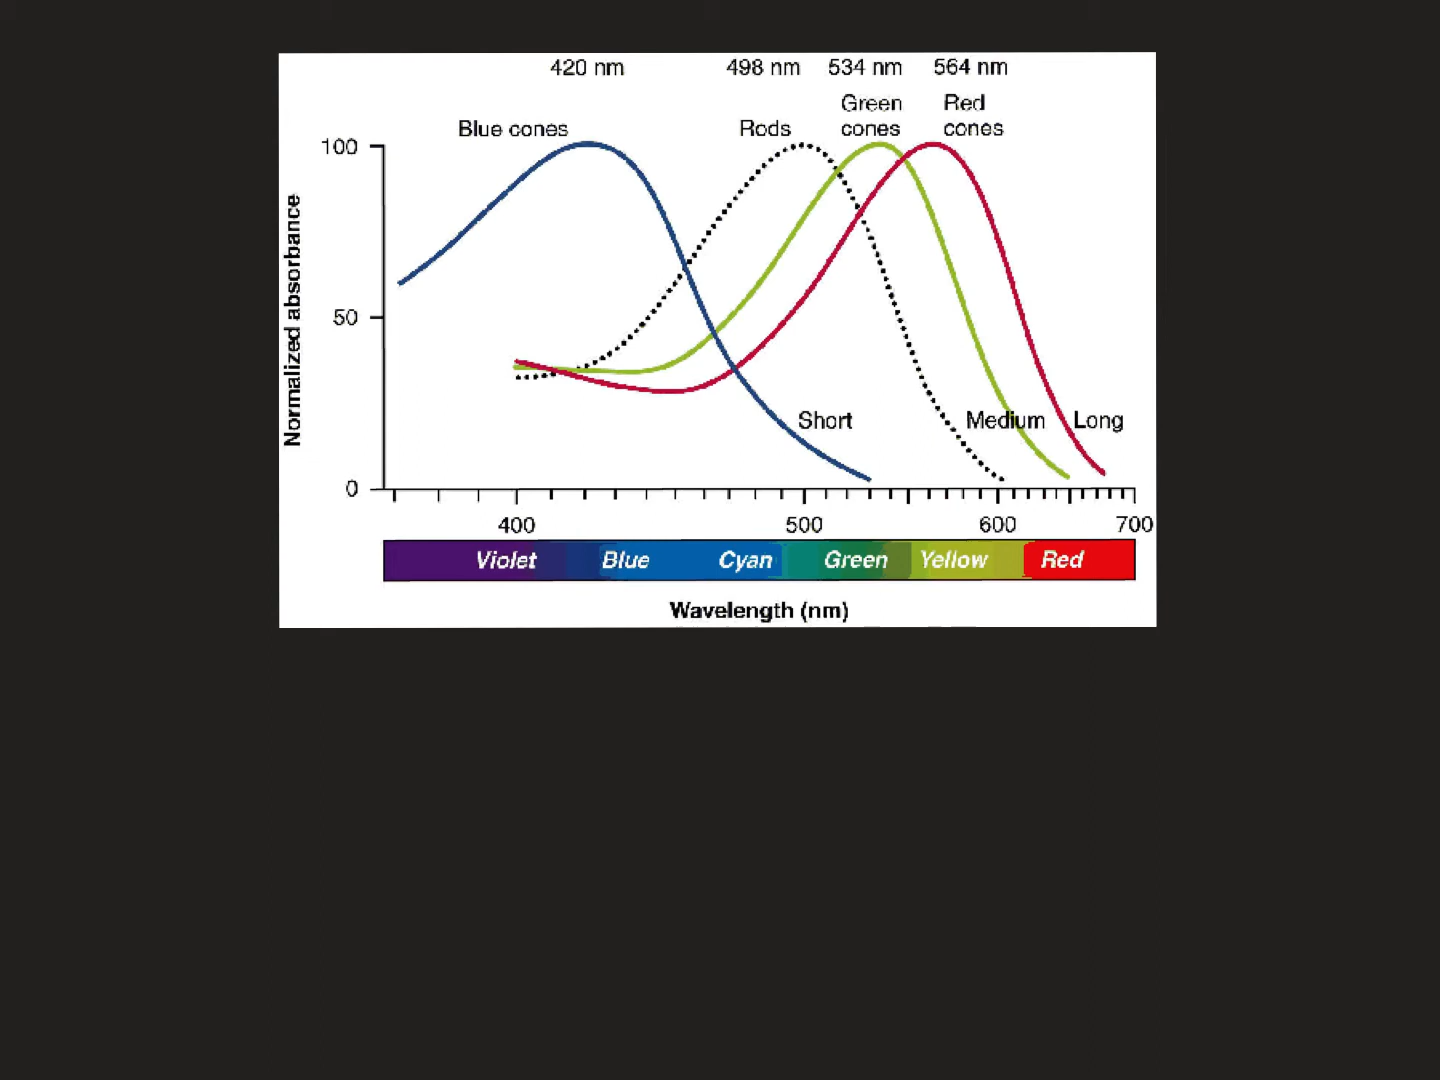 420 nm 498 nm 534 nm 564 nm
Blue cones Rods Green cones Red cones
100
50
0
Normalized absorbance
Short Medium Long
400 500 600 700
Violet Blue Cyan Green Yellow Red
Wavelength (nm)